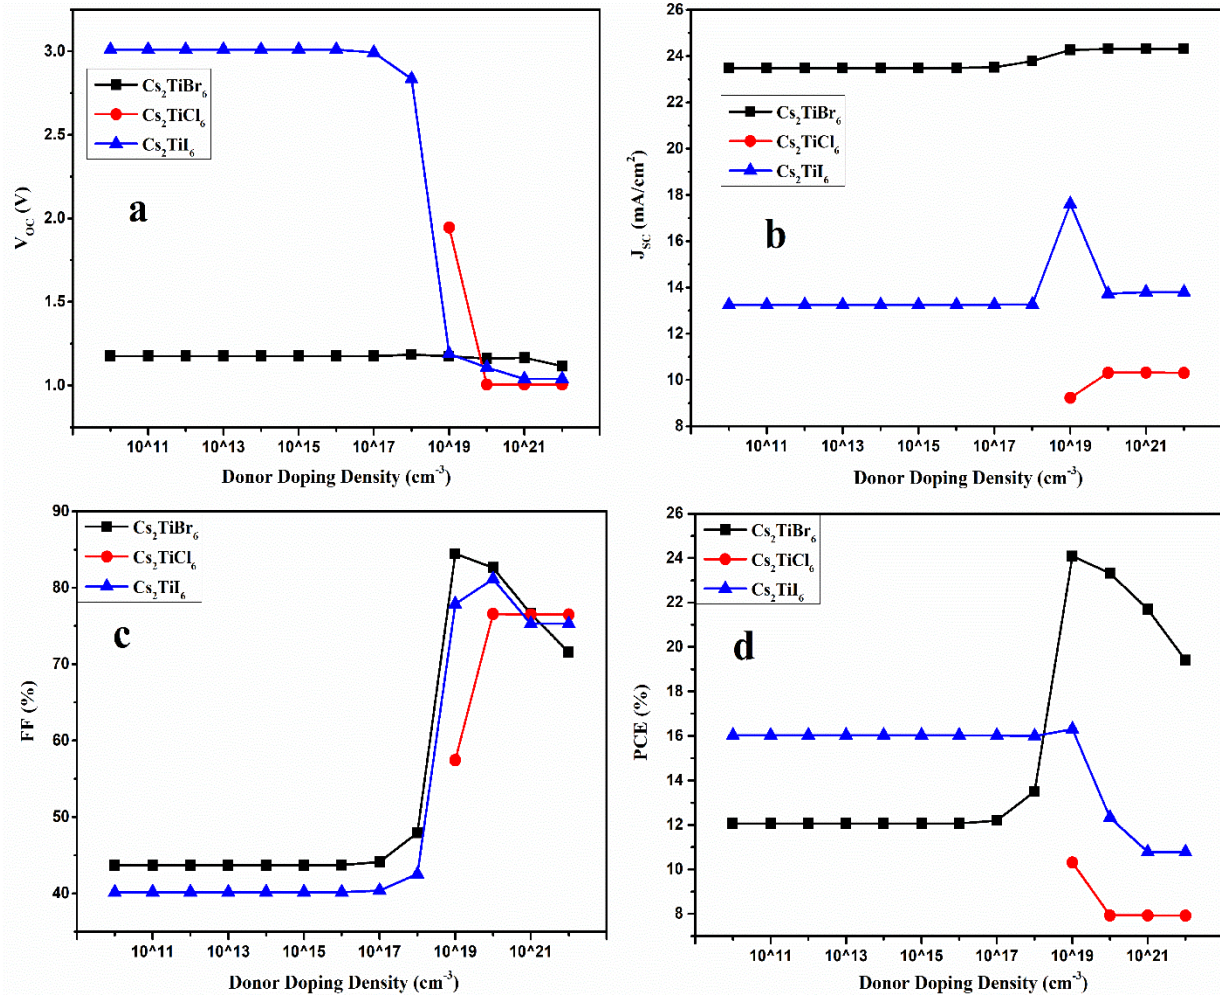 3.0
2.5
2.0
1.5
1.0
V_OC (V)
Cs₂TiBr₆
Cs₂TiCl₆
Cs₂TiI₆
a
10^11 10^13 10^15 10^17 10^19 10^21
Donor Doping Density (cm⁻³)
26
24
22
20
18
16
14
12
10
8
J_SC (mA/cm²)
Cs₂TiBr₆
Cs₂TiCl₆
Cs₂TiI₆
b
10^11 10^13 10^15 10^17 10^19 10^21
Donor Doping Density (cm⁻³)
90
80
70
60
50
40
FF (%)
Cs₂TiBr₆
Cs₂TiCl₆
Cs₂TiI₆
c
10^11 10^13 10^15 10^17 10^19 10^21
Donor Doping Density (cm⁻³)
26
24
22
20
18
16
14
12
10
8
PCE (%)
Cs₂TiBr₆
Cs₂TiCl₆
Cs₂TiI₆
d
10^11 10^13 10^15 10^17 10^19 10^21
Donor Doping Density (cm⁻³)